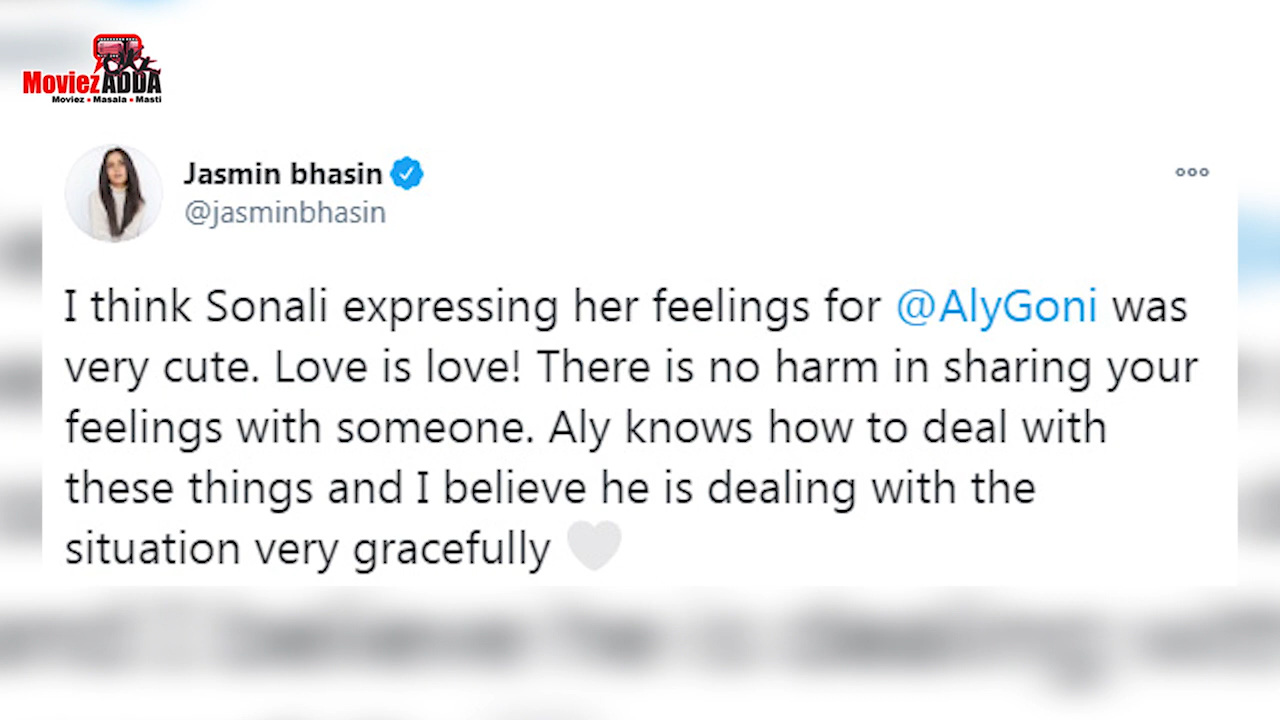 MoviezADDA
Moviez • Masala • Masti
Jasmin bhasin
@jasminbhasin
I think Sonali expressing her feelings for @AlyGoni was
very cute. Love is love! There is no harm in sharing your
feelings with someone. Aly knows how to deal with
these things and I believe he is dealing with the
situation very gracefully 🤍